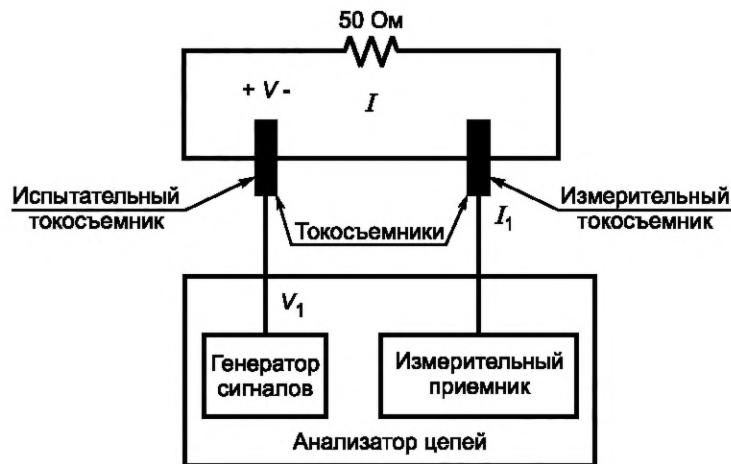 50 Ом
+ V -
I
Испытательный
токосъемник
Токосъемники
I1
Измерительный
токосъемник
V1
Генератор
сигналов
Измерительный
приемник
Анализатор цепей